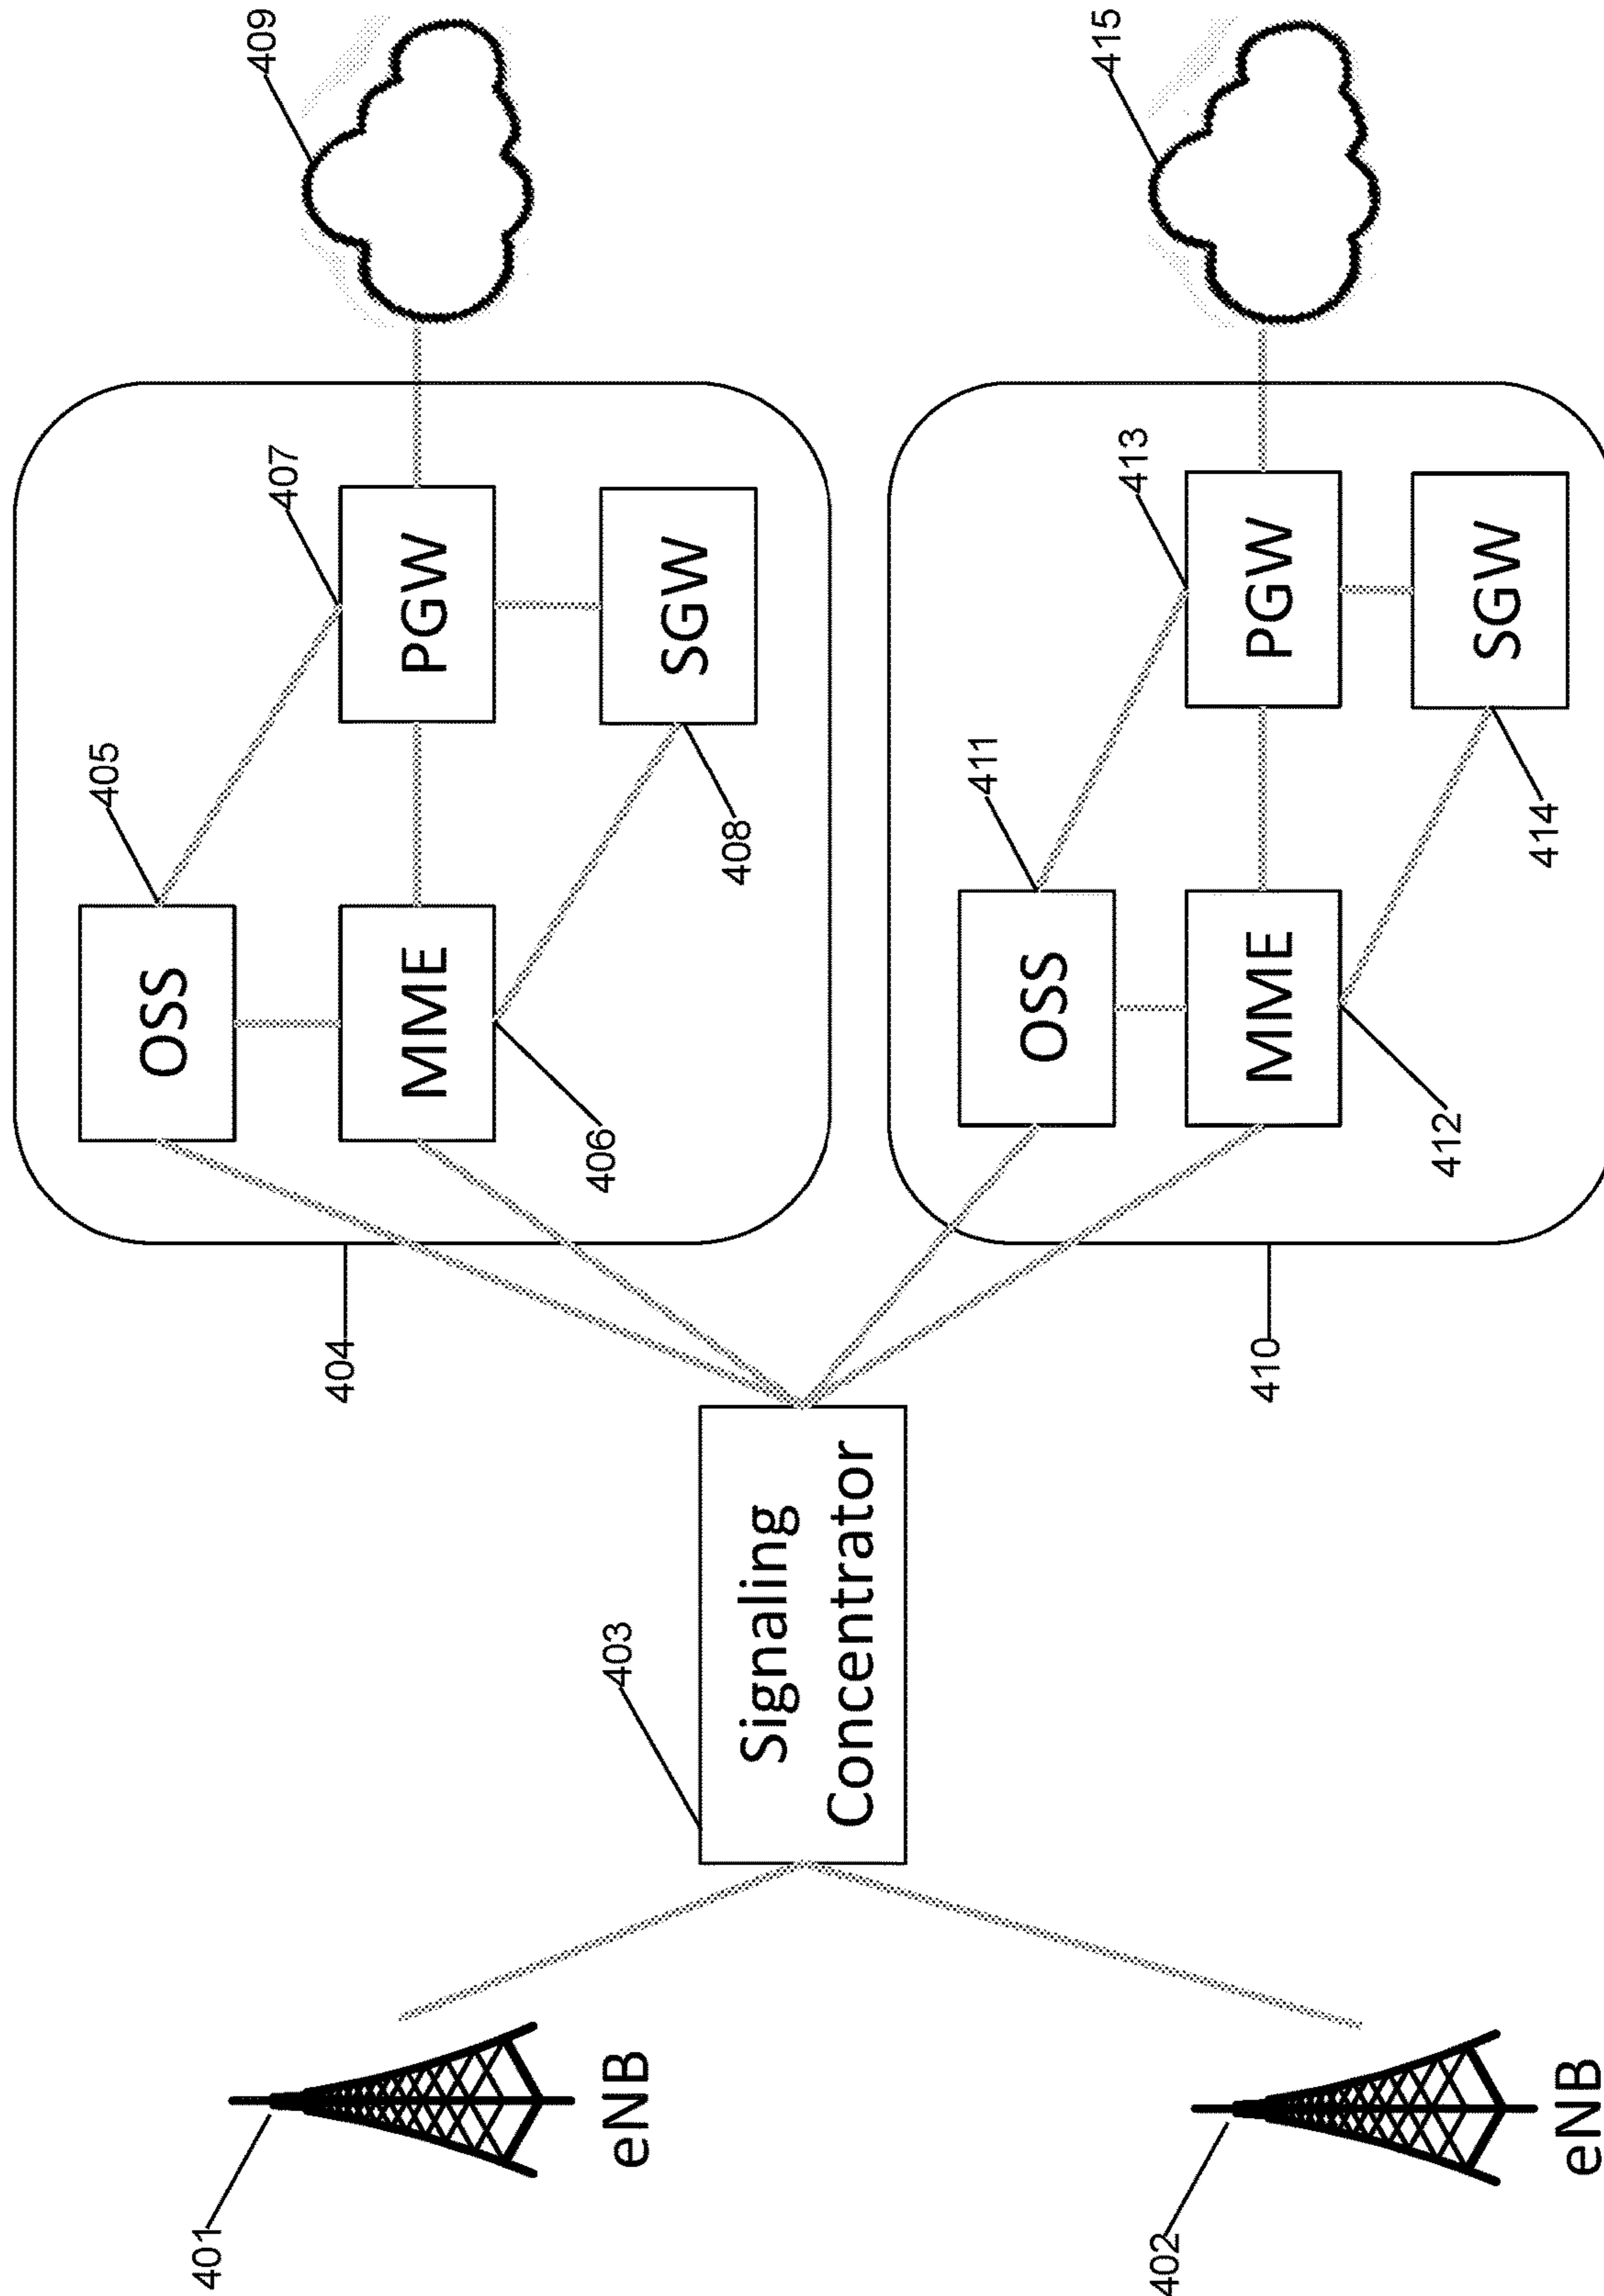 401
eNB
402
eNB
403
Signaling
Concentrator
404
OSS
405
MME
406
PGW
407
SGW
408
409
410
OSS
411
MME
412
PGW
413
SGW
414
415